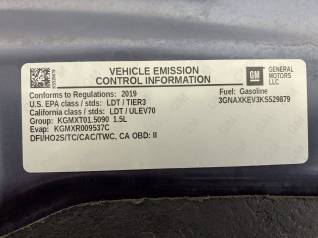 VEHICLE EMISSION
CONTROL INFORMATION
GM
GENERAL MOTORS
LLC
Conforms to Regulations: 2019
Fuel: Gasoline
U.S. EPA class / stds: LDT / TIER3
3GNAXKEV3KS529879
California class / stds: LDT / ULEV70
Group: KGMXT01.5090 1.5L
Evap: KGMXR009537C
DFI/HO2S/TC/CAC/TWC, CA OBD: II